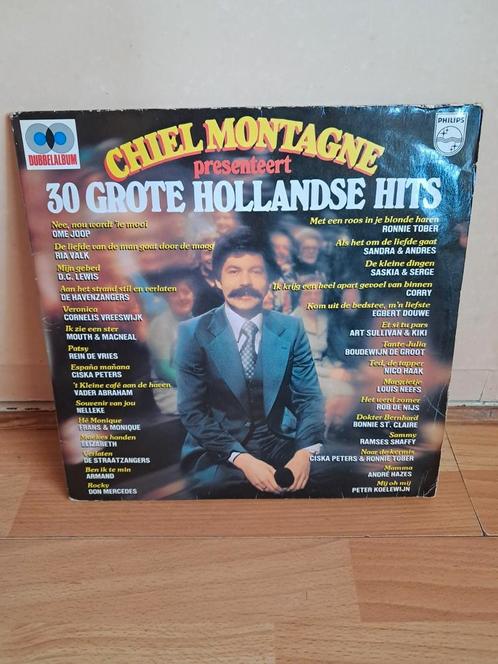 DUBBELALBUM
CHIEL MONTAGNE
presenteert
PHILIPS
30 GROTE HOLLANDSE HITS
Nee, nou wordt 'ie mooi
OME JOOP
De liefde van de man gaat door de maag
RIA VALK
Mijn gebed
D.C. LEWIS
Aan het strand stil en verlaten
DE HAVENZANGERS
Veronica
CORNELIS VREESWIJK
Ik zie een ster
MOUTH & MACNEAL
Patsy
REIN DE VRIES
España mañana
CISKA PETERS
't Kleine café aan de haven
VADER ABRAHAM
Souvenir van jou
NELLEKE
Hé Monique
FRANS & MONIQUE
Moeders handen
ELIZABETH
Verlaten
DE STRAATZANGERS
Ben ik te min
ARMAND
Rocky
DON MERCEDES
Met een roos in je blonde haren
RONNIE TOBER
Als het om de liefde gaat
SANDRA & ANDRES
De kleine dingen
SASKIA & SERGE
Ik krijg een heel apart gevoel van binnen
CORRY
Kom uit de bedstee, m'n liefste
EGBERT DOUWE
Et si tu pars
ART SULLIVAN & KIKI
Tante Julia
BOUDEWIJN DE GROOT
Ted, de tapper
NICO HAAK
Margrietje
LOUIS NEEFS
Het werd zomer
ROB DE NIJS
Dokter Bernhard
BONNIE ST. CLAIRE
Sammy
RAMSES SHAFFY
Naar de kermis
CISKA PETERS & RONNIE TOBER
Mamma
ANDRÉ HAZES
Mij oh mij
PETER KOELEWIJN